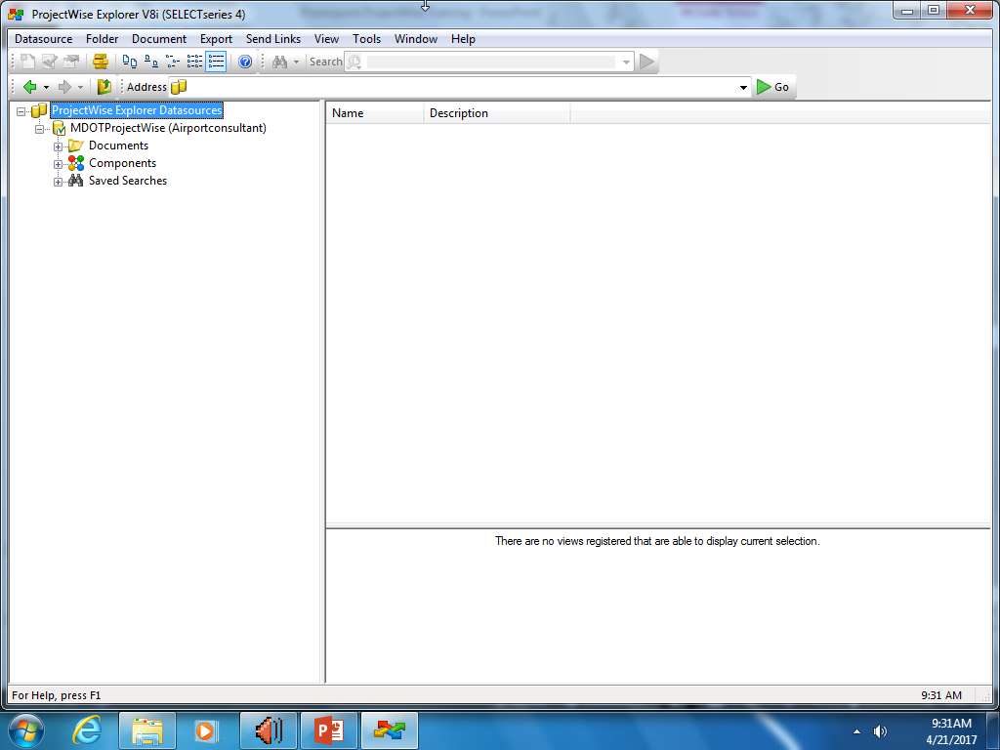 ProjectWise Explorer V8i (SELECTseries 4)
Datasource Folder Document Export Send Links View Tools Window Help
Search
Address Go
ProjectWise Explorer Datasources
MDOTProjectWise (Airportconsultant)
Documents
Components
Saved Searches
Name Description
There are no views registered that are able to display current selection.
For Help, press F1 9:31 AM
9:31 AM
4/21/2017